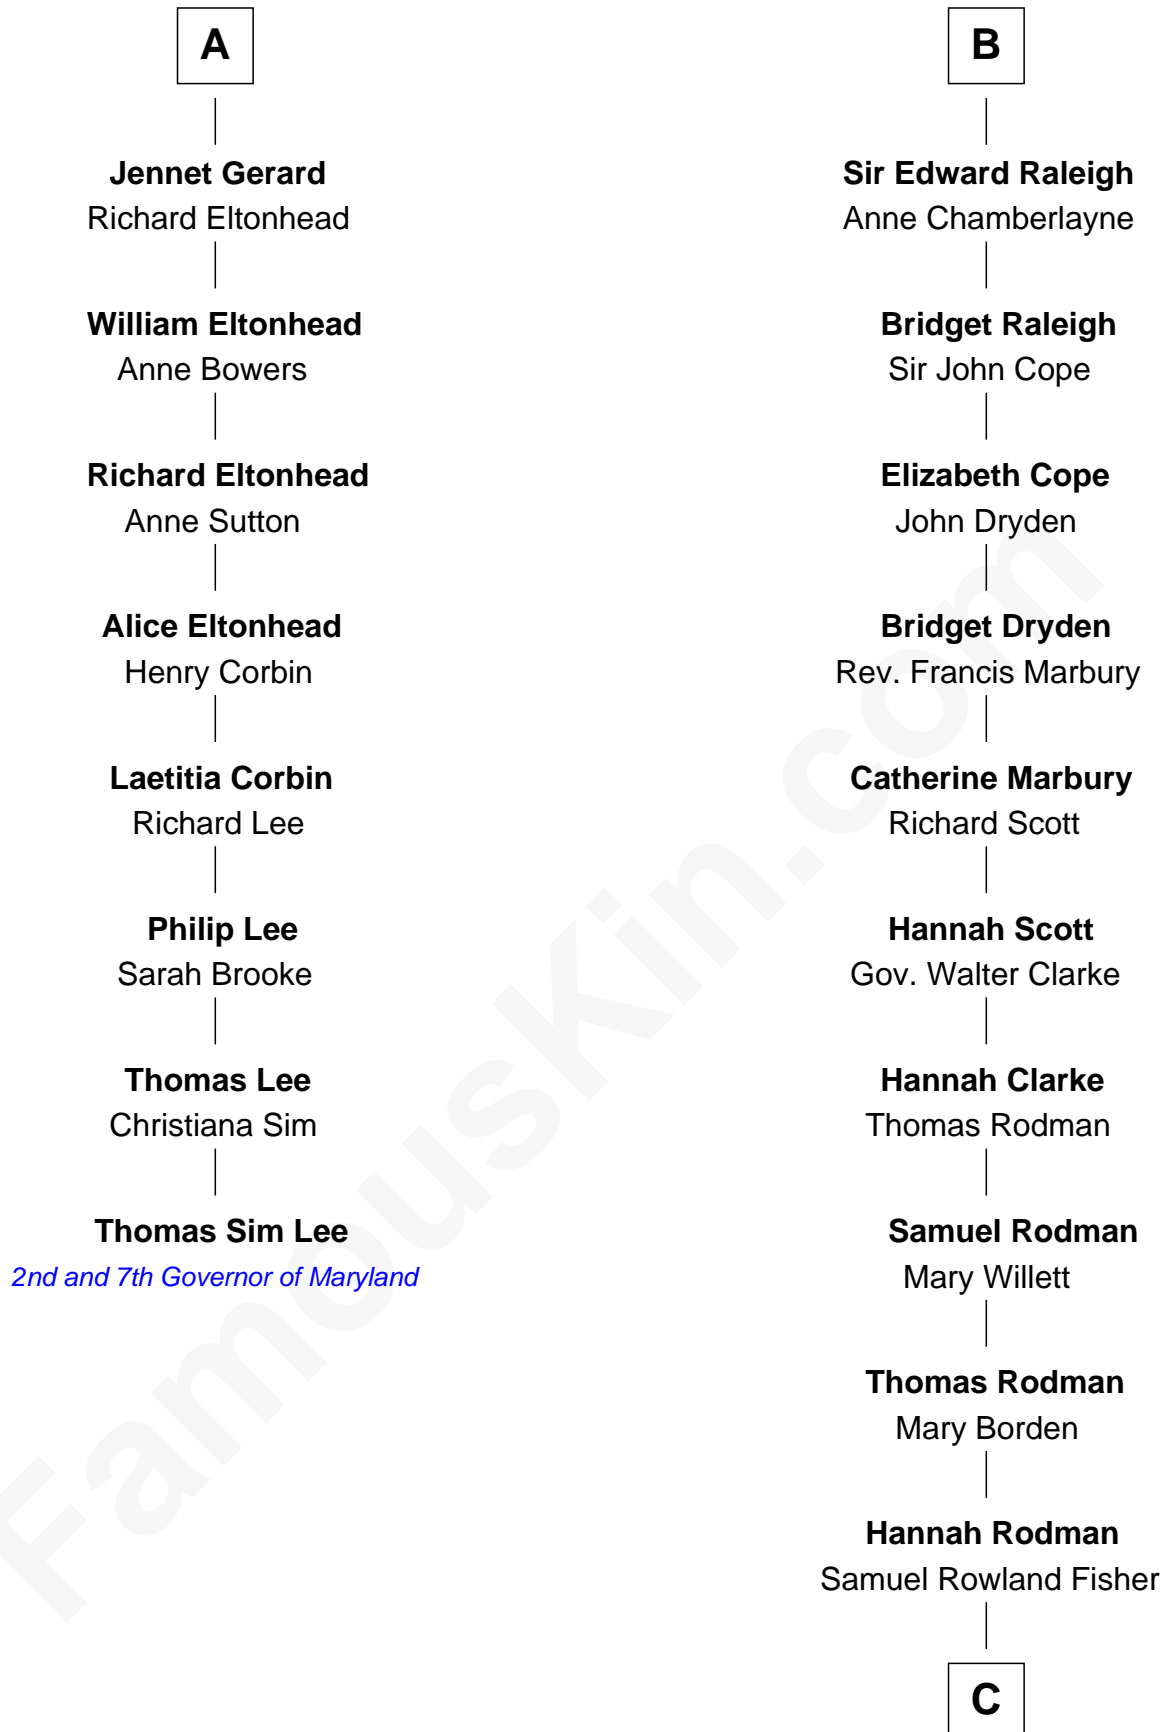 A
Jennet Gerard
Richard Eltonhead
William Eltonhead
Anne Bowers
Richard Eltonhead
Anne Sutton
Alice Eltonhead
Henry Corbin
Laetitia Corbin
Richard Lee
Philip Lee
Sarah Brooke
Thomas Lee
Christiana Sim
Thomas Sim Lee
2nd and 7th Governor of Maryland
B
Sir Edward Raleigh
Anne Chamberlayne
Bridget Raleigh
Sir John Cope
Elizabeth Cope
John Dryden
Bridget Dryden
Rev. Francis Marbury
Catherine Marbury
Richard Scott
Hannah Scott
Gov. Walter Clarke
Hannah Clarke
Thomas Rodman
Samuel Rodman
Mary Willett
Thomas Rodman
Mary Borden
Hannah Rodman
Samuel Rowland Fisher
C
FamousKin.com